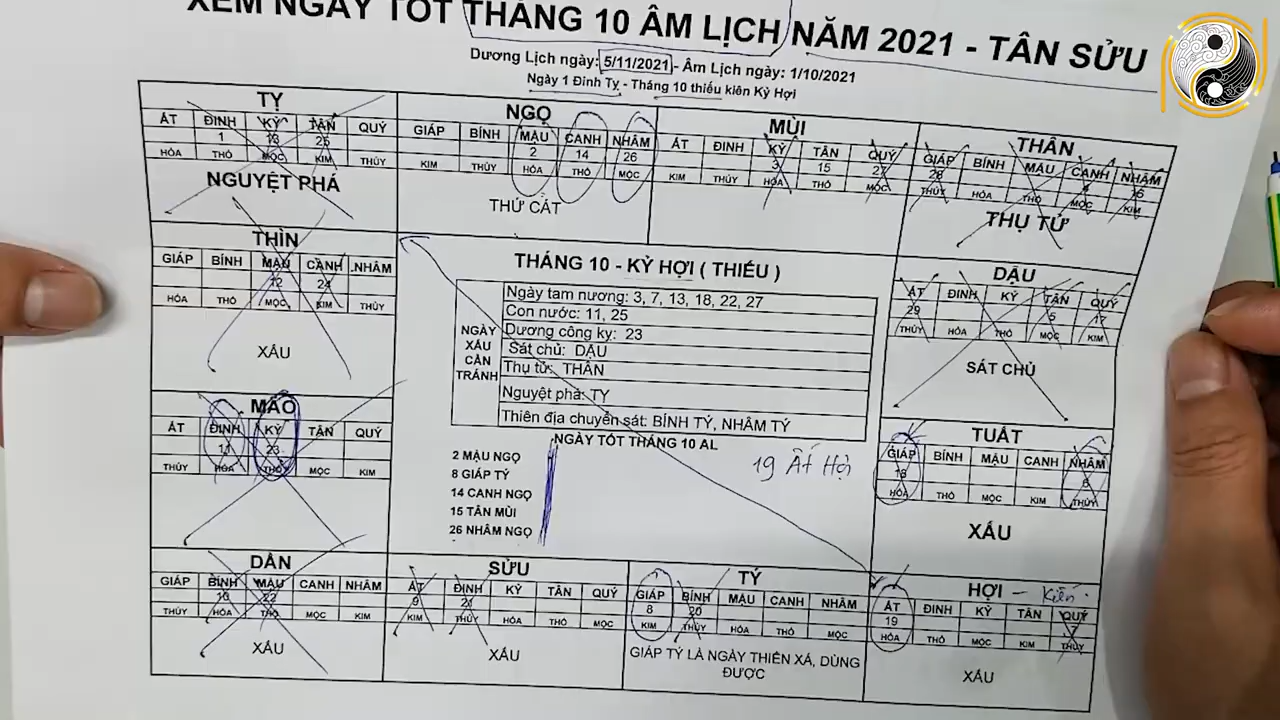 XEM NGÀY TỐT THÁNG 10 ÂM LỊCH NĂM 2021 - TÂN SỬU
Dương Lịch ngày: 5/11/2021 - Âm Lịch ngày: 1/10/2021
Ngày 1 Đinh Tỵ - Tháng 10 thiếu kiên Kỷ Hợi
TỴ
ẤT ĐINH KỶ TÂN QUÝ
1 13 25
HỎA THỔ MỘC KIM THỦY
NGUYỆT PHÁ
NGỌ
GIÁP BÍNH MẬU CANH NHÂM
2 14 26
KIM THỦY HỎA THỔ MỘC
THỨ CÁT
MÙI
ẤT ĐINH KỶ TÂN QUÝ
3 15 27
KIM THỦY HỎA THỔ MỘC
THÂN
GIÁP BÍNH MẬU CANH NHÂM
28 4 16
THỦY HỎA THỔ MỘC KIM
THỤ TỬ
THÌN
GIÁP BÍNH MẬU CANH NHÂM
12 24
HỎA THỔ MỘC KIM THỦY
XẤU
THÁNG 10 - KỶ HỢI ( THIẾU )
NGÀY XẤU CẦN TRÁNH
Ngày tam nương: 3, 7, 13, 18, 22, 27
Con nước: 11, 25
Dương công kỵ: 23
Sát chủ: DẬU
Thụ tử: THÂN
Nguyệt phá: TỴ
Thiên địa chuyển sát: BÍNH TÝ, NHÂM TÝ
DẬU
ẤT ĐINH KỶ TÂN QUÝ
29 5 17
THỦY HỎA THỔ MỘC KIM
SÁT CHỦ
MÃO
ẤT ĐINH KỶ TÂN QUÝ
11 23
THỦY HỎA THỔ MỘC KIM
NGÀY TỐT THÁNG 10 AL
2 MẬU NGỌ
8 GIÁP TÝ
14 CANH NGỌ
15 TÂN MÙI
26 NHÂM NGỌ
19 Ất Hợi
TUẤT
GIÁP BÍNH MẬU CANH NHÂM
18 6
HỎA THỔ MỘC KIM THỦY
XẤU
DẦN
GIÁP BÍNH MẬU CANH NHÂM
10 22
THỦY HỎA THỔ MỘC KIM
XẤU
SỬU
ẤT ĐINH KỶ TÂN QUÝ
9 21
KIM THỦY HỎA THỔ MỘC
XẤU
TÝ
GIÁP BÍNH MẬU CANH NHÂM
8 20
KIM THỦY HỎA THỔ MỘC
GIÁP TÝ LÀ NGÀY THIÊN XÁ, DÙNG
ĐƯỢC
HỢI - Kiên
ẤT ĐINH KỶ TÂN QUÝ
19 7
HỎA THỔ MỘC KIM THỦY
XẤU